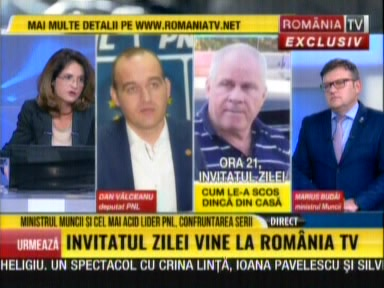 MAI MULTE DETALII PE WWW.ROMANIATV.NET
ROMÂNIA TV
EXCLUSIV
PNL
ORA 21,
INVITATUL ZILEI
CUM LE-A SCOS
DINCĂ DIN CASĂ
DAN VÂLCEANU
deputat PNL
MARIUS BUDĂI
ministrul Muncii
MINISTRUL MUNCII ȘI CEL MAI ACID LIDER PNL, CONFRUNTAREA SERII
DIRECT
URMEAZĂ
INVITATUL ZILEI VINE LA ROMÂNIA TV
HELIGIU. UN SPECTACOL CU CRINA LINȚĂ, IOANA PAVELESCU ȘI SILV